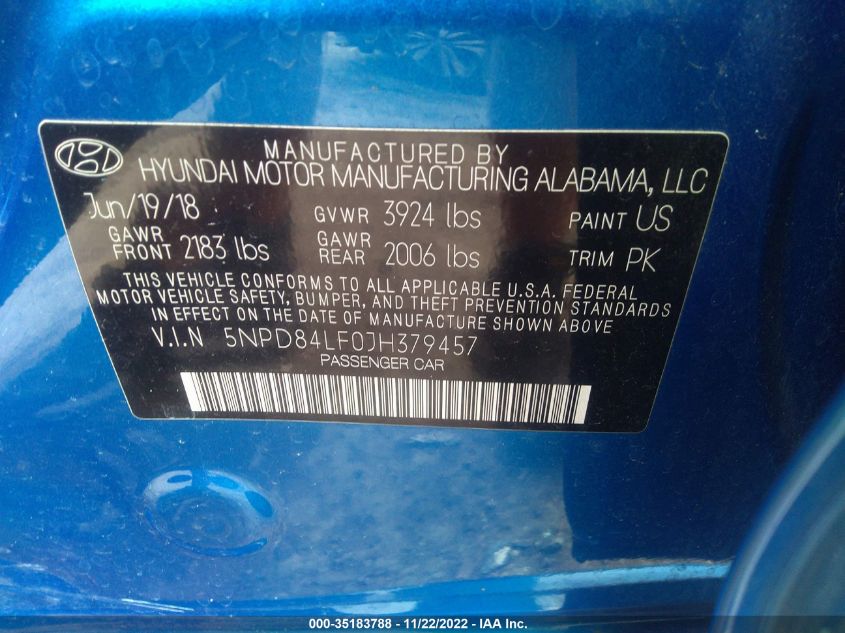 MANUFACTURED BY
HYUNDAI MOTOR MANUFACTURING ALABAMA, LLC
Jun/19/18 GVWR 3924 lbs PAINT US
GAWR FRONT 2183 lbs GAWR REAR 2006 lbs TRIM PK
THIS VEHICLE CONFORMS TO ALL APPLICABLE U.S.A. FEDERAL
MOTOR VEHICLE SAFETY, BUMPER, AND THEFT PREVENTION STANDARDS
IN EFFECT ON THE DATE OF MANUFACTURE SHOWN ABOVE
V.I.N 5NPD84LF0JH379457
PASSENGER CAR
000-35183788 - 11/22/2022 - IAA Inc.